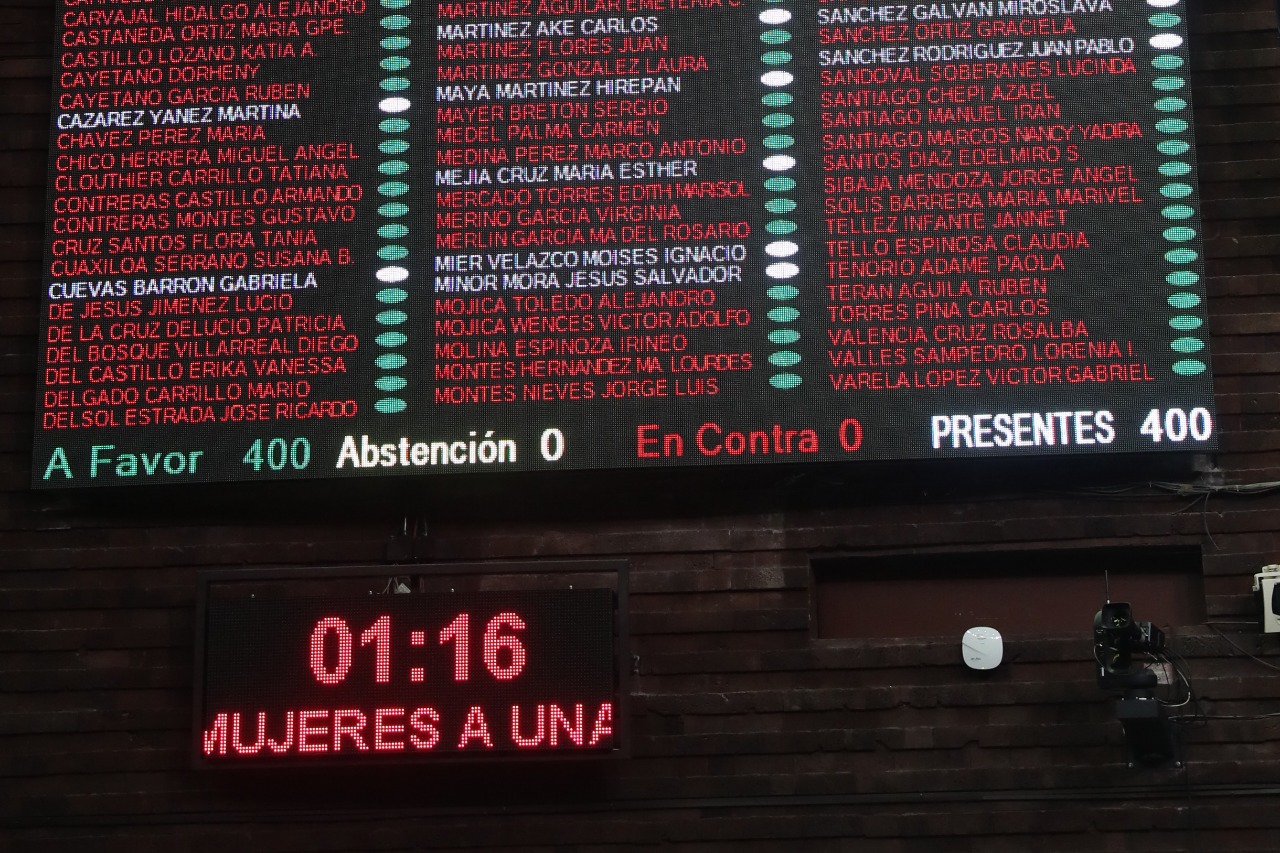 CARVAJAL HIDALGO ALEJANDRO
CASTANEDA ORTIZ MARIA GPE.
CASTILLO LOZANO KATIA A.
CAYETANO DORHENY
CAYETANO GARCIA RUBEN
CAZAREZ YANEZ MARTINA
CHAVEZ PEREZ MARIA
CHICO HERRERA MIGUEL ANGEL
CLOUTHIER CARRILLO TATIANA
CONTRERAS CASTILLO ARMANDO
CONTRERAS MONTES GUSTAVO
CRUZ SANTOS FLORA TANIA
CUAXILOA SERRANO SUSANA B.
CUEVAS BARRON GABRIELA
DE JESUS JIMENEZ LUCIO
DE LA CRUZ DELUCIO PATRICIA
DEL BOSQUE VILLARREAL DIEGO
DEL CASTILLO ERIKA VANESSA
DELGADO CARRILLO MARIO
DELSOL ESTRADA JOSE RICARDO
MARTINEZ AGUILAR EMETERIA C.
MARTINEZ AKE CARLOS
MARTINEZ FLORES JUAN
MARTINEZ GONZALEZ LAURA
MAYA MARTINEZ HIREPAN
MAYER BRETON SERGIO
MEDEL PALMA CARMEN
MEDINA PEREZ MARCO ANTONIO
MEJIA CRUZ MARIA ESTHER
MERCADO TORRES EDITH MARISOL
MERINO GARCIA VIRGINIA
MERLIN GARCIA MA DEL ROSARIO
MIER VELAZCO MOISES IGNACIO
MINOR MORA JESUS SALVADOR
MOJICA TOLEDO ALEJANDRO
MOJICA WENCES VICTOR ADOLFO
MOLINA ESPINOZA IRINEO
MONTES HERNANDEZ MA. LOURDES
MONTES NIEVES JORGE LUIS
SANCHEZ GALVAN MIROSLAVA
SANCHEZ ORTIZ GRACIELA
SANCHEZ RODRIGUEZ JUAN PABLO
SANDOVAL SOBERANES LUCINDA
SANTIAGO CHEPI AZAEL
SANTIAGO MANUEL IRAN
SANTIAGO MARCOS NANCY YADIRA
SANTOS DIAZ EDELMIRO S
SIBAJA MENDOZA JORGE ANGEL
SOLIS BARRERA MARIA MARIVEL
TELLEZ INFANTE JANNET
TELLO ESPINOSA CLAUDIA
TENORIO ADAME PAOLA
TERAN AGUILA RUBEN
TORRES PINA CARLOS
VALENCIA CRUZ ROSALBA
VALLES SAMPEDRO LORENIA I.
VARELA LOPEZ VICTOR GABRIEL
A Favor 400 Abstención 0 En Contra 0 PRESENTES 400
01:16
MUJERES A UNA